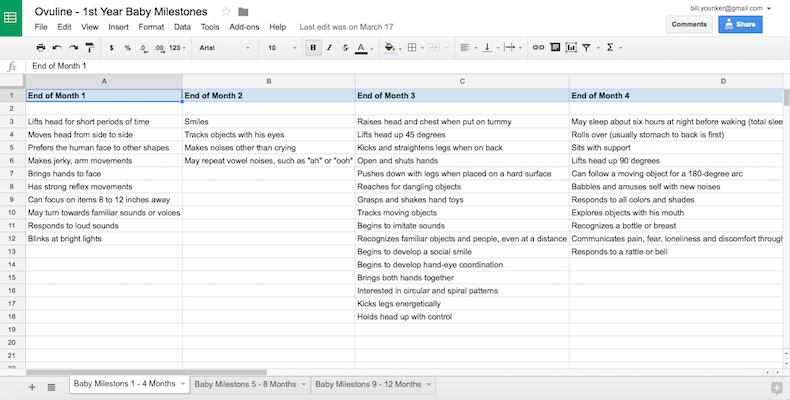 Ovuline - 1st Year Baby Milestones
bill.younker@gmail.com
File Edit View Insert Format Data Tools Add-ons Help Last edit was on March 17
Comments Share
$ % .0 .00 123 Arial 10 B I S A
fx End of Month 1
A B C D
1 End of Month 1 End of Month 2 End of Month 3 End of Month 4
2
3 Lifts head for short periods of time Smiles Raises head and chest when put on tummy May sleep about six hours at night before waking (total slee
4 Moves head from side to side Tracks objects with his eyes Lifts head up 45 degrees Rolls over (usually stomach to back is first)
5 Prefers the human face to other shapes Makes noises other than crying Kicks and straightens legs when on back Sits with support
6 Makes jerky, arm movements May repeat vowel noises, such as "ah" or "ooh" Open and shuts hands Lifts head up 90 degrees
7 Brings hands to face Pushes down with legs when placed on a hard surface Can follow a moving object for a 180-degree arc
8 Has strong reflex movements Reaches for dangling objects Babbles and amuses self with new noises
9 Can focus on items 8 to 12 inches away Grasps and shakes hand toys Responds to all colors and shades
10 May turn towards familiar sounds or voices Tracks moving objects Explores objects with his mouth
11 Responds to loud sounds Begins to imitate sounds Recognizes a bottle or breast
12 Blinks at bright lights Recognizes familiar objects and people, even at a distance Communicates pain, fear, loneliness and discomfort through
13 Begins to develop a social smile Responds to a rattle or bell
14 Begins to develop hand-eye coordination
15 Brings both hands together
16 Interested in circular and spiral patterns
17 Kicks legs energetically
18 Holds head up with control
19
20
21
Baby Milestons 1 - 4 Months Baby Milestones 5 - 8 Months Baby Milestones 9 - 12 Months